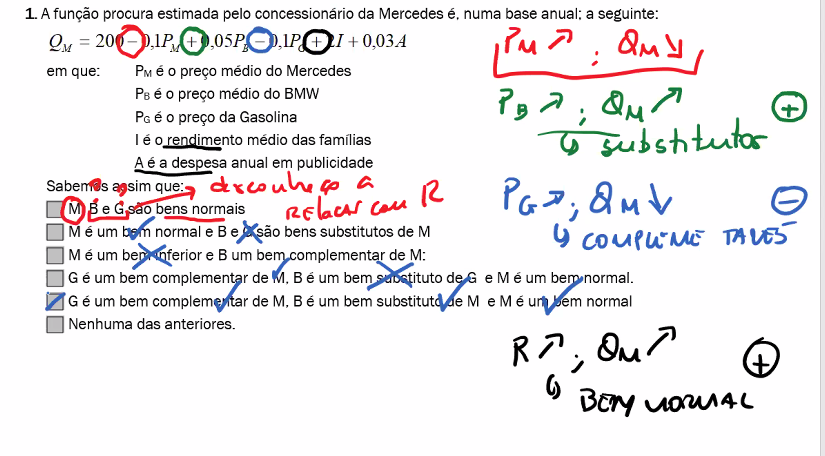 1. A função procura estimada pelo concessionário da Mercedes é, numa base anual; a seguinte:
Q_M = 200 − 0,1P_M + 0,05P_B − 0,1P_G + 2I + 0,03A
em que: P_M é o preço médio do Mercedes
P_B é o preço médio do BMW
P_G é o preço da Gasolina
I é o rendimento médio das famílias
A é a despesa anual em publicidade
Sabemos assim que:
M, B e G são bens normais
M é um bem normal e B e G são bens substitutos de M
M é um bem inferior e B um bem complementar de M:
G é um bem complementar de M, B é um bem substituto de G e M é um bem normal.
G é um bem complementar de M, B é um bem substituto de M e M é um bem normal
Nenhuma das anteriores.
? ?
desconheço a
RELACAR com R
P_M ↗ ; Q_M ↘
P_B ↗ ; Q_M ↗ +
substitutos
P_G ↗ ; Q_M ↓ −
COMPLEME TARES
R ↗ ; Q_M ↗ +
BEM NORMAL